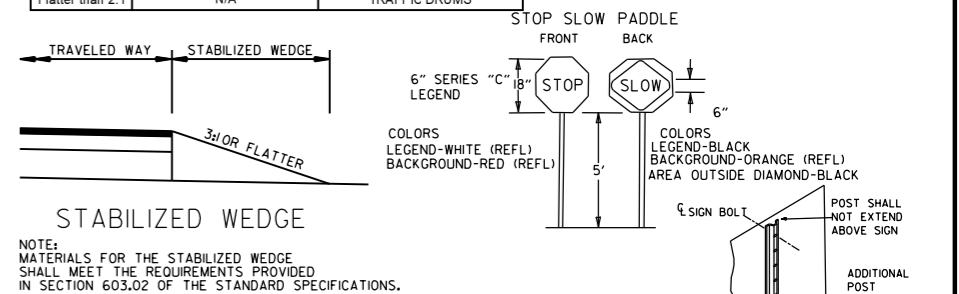 Flatter than 2:1 N/A TRAFFIC DRUMS
STOP SLOW PADDLE
FRONT BACK
TRAVELED WAY STABILIZED WEDGE
6" SERIES "C" 18"
LEGEND
STOP
SLOW
6"
3:1 OR FLATTER
COLORS
LEGEND-WHITE (REFL)
BACKGROUND-RED (REFL)
5'
COLORS
LEGEND-BLACK
BACKGROUND-ORANGE (REFL)
AREA OUTSIDE DIAMOND-BLACK
STABILIZED WEDGE
NOTE:
MATERIALS FOR THE STABILIZED WEDGE
SHALL MEET THE REQUIREMENTS PROVIDED
IN SECTION 603.02 OF THE STANDARD SPECIFICATIONS.
℄ SIGN BOLT
POST SHALL
NOT EXTEND
ABOVE SIGN
ADDITIONAL
POST